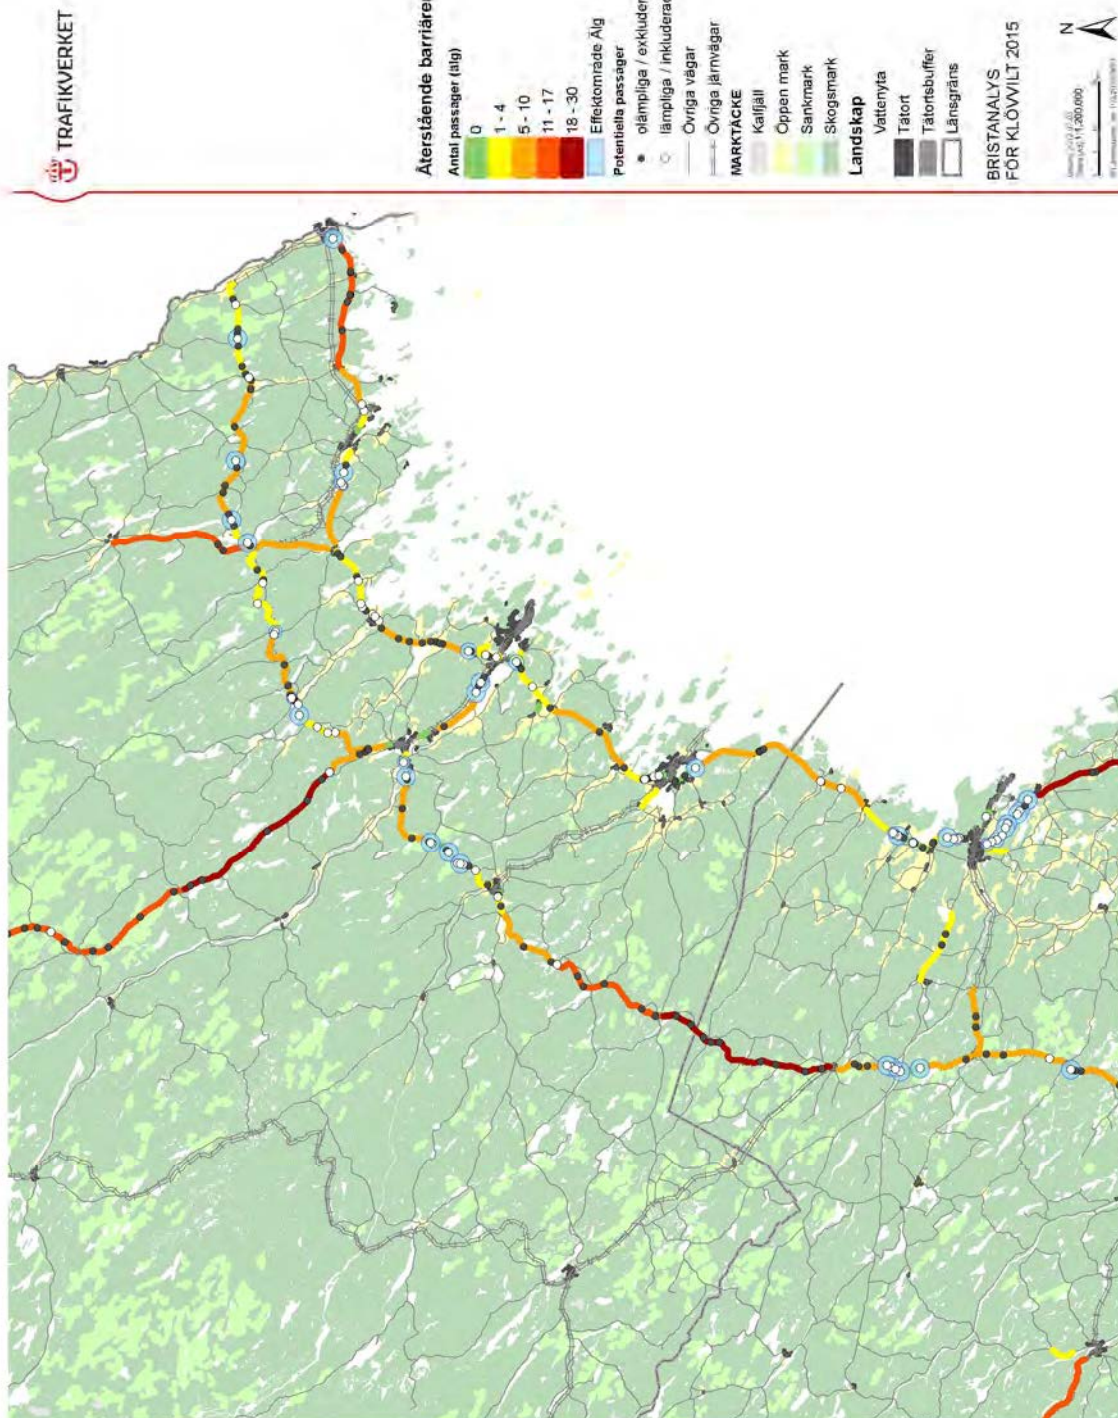 TRAFIKVERKET
Återstående barriärer
Antal passager (älg)
0
1 - 4
5 - 10
11 - 17
18 - 30
Effektområde Älg
Potentiella passager
olämpliga / exkluder
lämpliga / inkluderad
Övriga vägar
Övriga järnvägar
MARKTÄCKE
Kalfjäll
Öppen mark
Sankmark
Skogsmark
Landskap
Vattenyta
Tätort
Tätortsbuffer
Länsgräns
BRISTANALYS
FÖR KLÖVVILT 2015
N